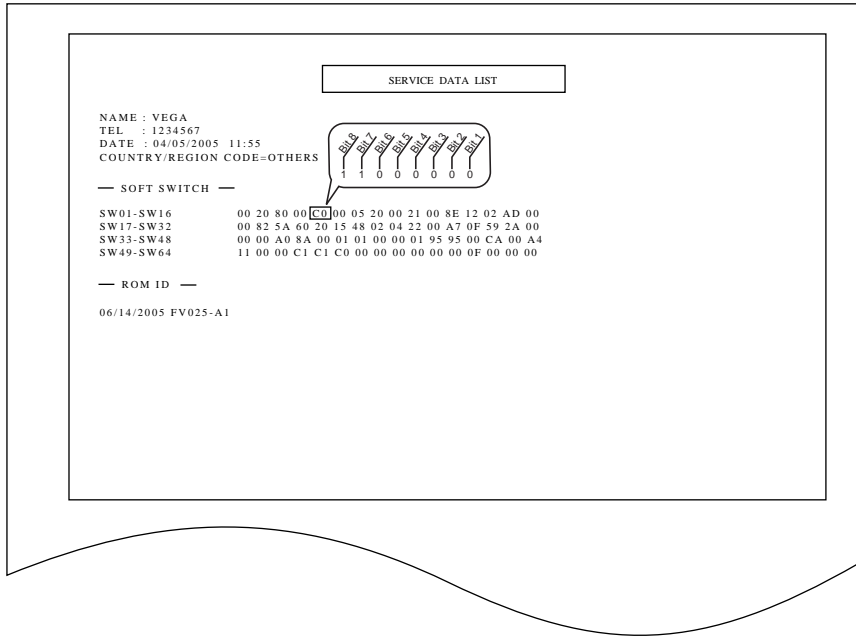 SERVICE DATA LIST
NAME : VEGA
TEL : 1234567
DATE : 04/05/2005 11:55
COUNTRY/REGION CODE=OTHERS
Bit 8 Bit 7 Bit 6 Bit 5 Bit 4 Bit 3 Bit 2 Bit 1
1 1 0 0 0 0 0 0
— SOFT SWITCH —
SW01-SW16 00 20 80 00 C0 00 05 20 00 21 00 8E 12 02 AD 00
SW17-SW32 00 82 5A 60 20 15 48 02 04 22 00 A7 0F 59 2A 00
SW33-SW48 00 00 A0 8A 00 01 01 00 00 01 95 95 00 CA 00 A4
SW49-SW64 11 00 00 C1 C1 C0 00 00 00 00 00 00 0F 00 00 00
— ROM ID —
06/14/2005 FV025-A1